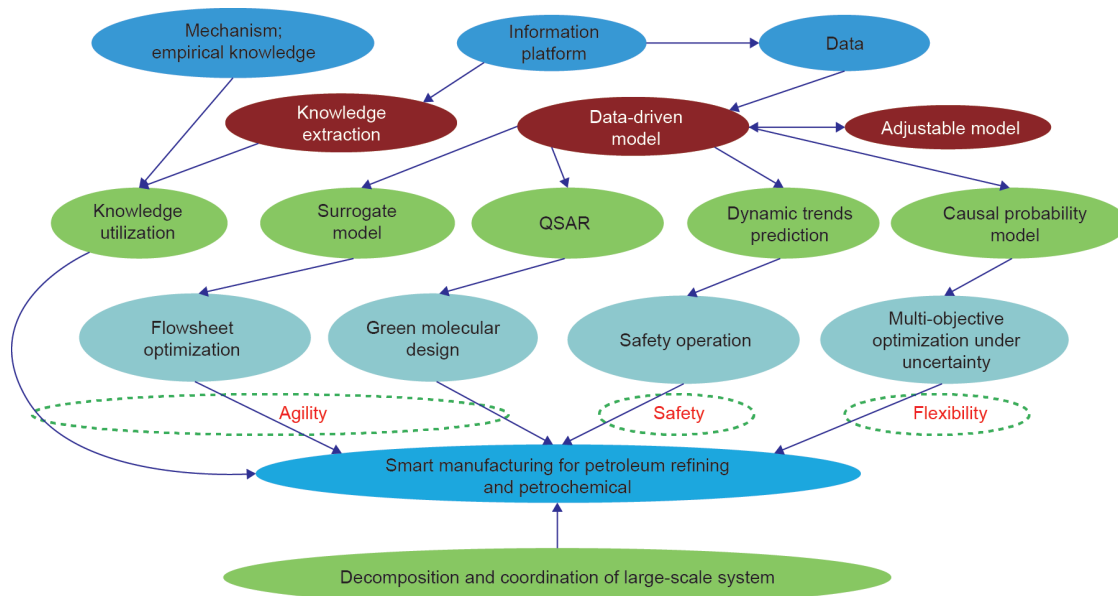 Mechanism;
empirical knowledge
Information
platform
Data
Knowledge
extraction
Data-driven
model
Adjustable model
Knowledge
utilization
Surrogate
model
QSAR
Dynamic trends
prediction
Causal probability
model
Flowsheet
optimization
Green molecular
design
Safety operation
Multi-objective
optimization under
uncertainty
Agility
Safety
Flexibility
Smart manufacturing for petroleum refining
and petrochemical
Decomposition and coordination of large-scale system